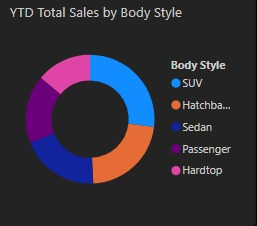 YTD Total Sales by Body Style
Body Style
SUV
Hatchba...
Sedan
Passenger
Hardtop